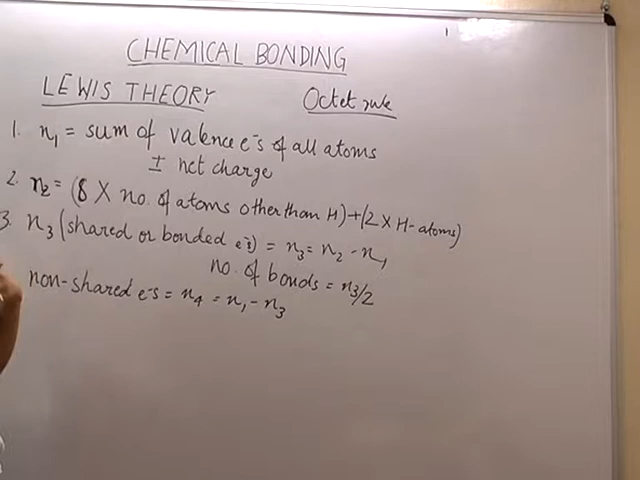 CHEMICAL BONDING
LEWIS THEORY Octet rule
1. n₁ = sum of valence e⁻s of all atoms
± net charge
2. n₂ = (8 X no. of atoms other than H) + (2 X H-atoms)
3. n₃ (shared or bonded e⁻s) = n₃ = n₂ - n₁
no. of bonds = n₃/2
non-shared e⁻s = n₄ = n₁ - n₃